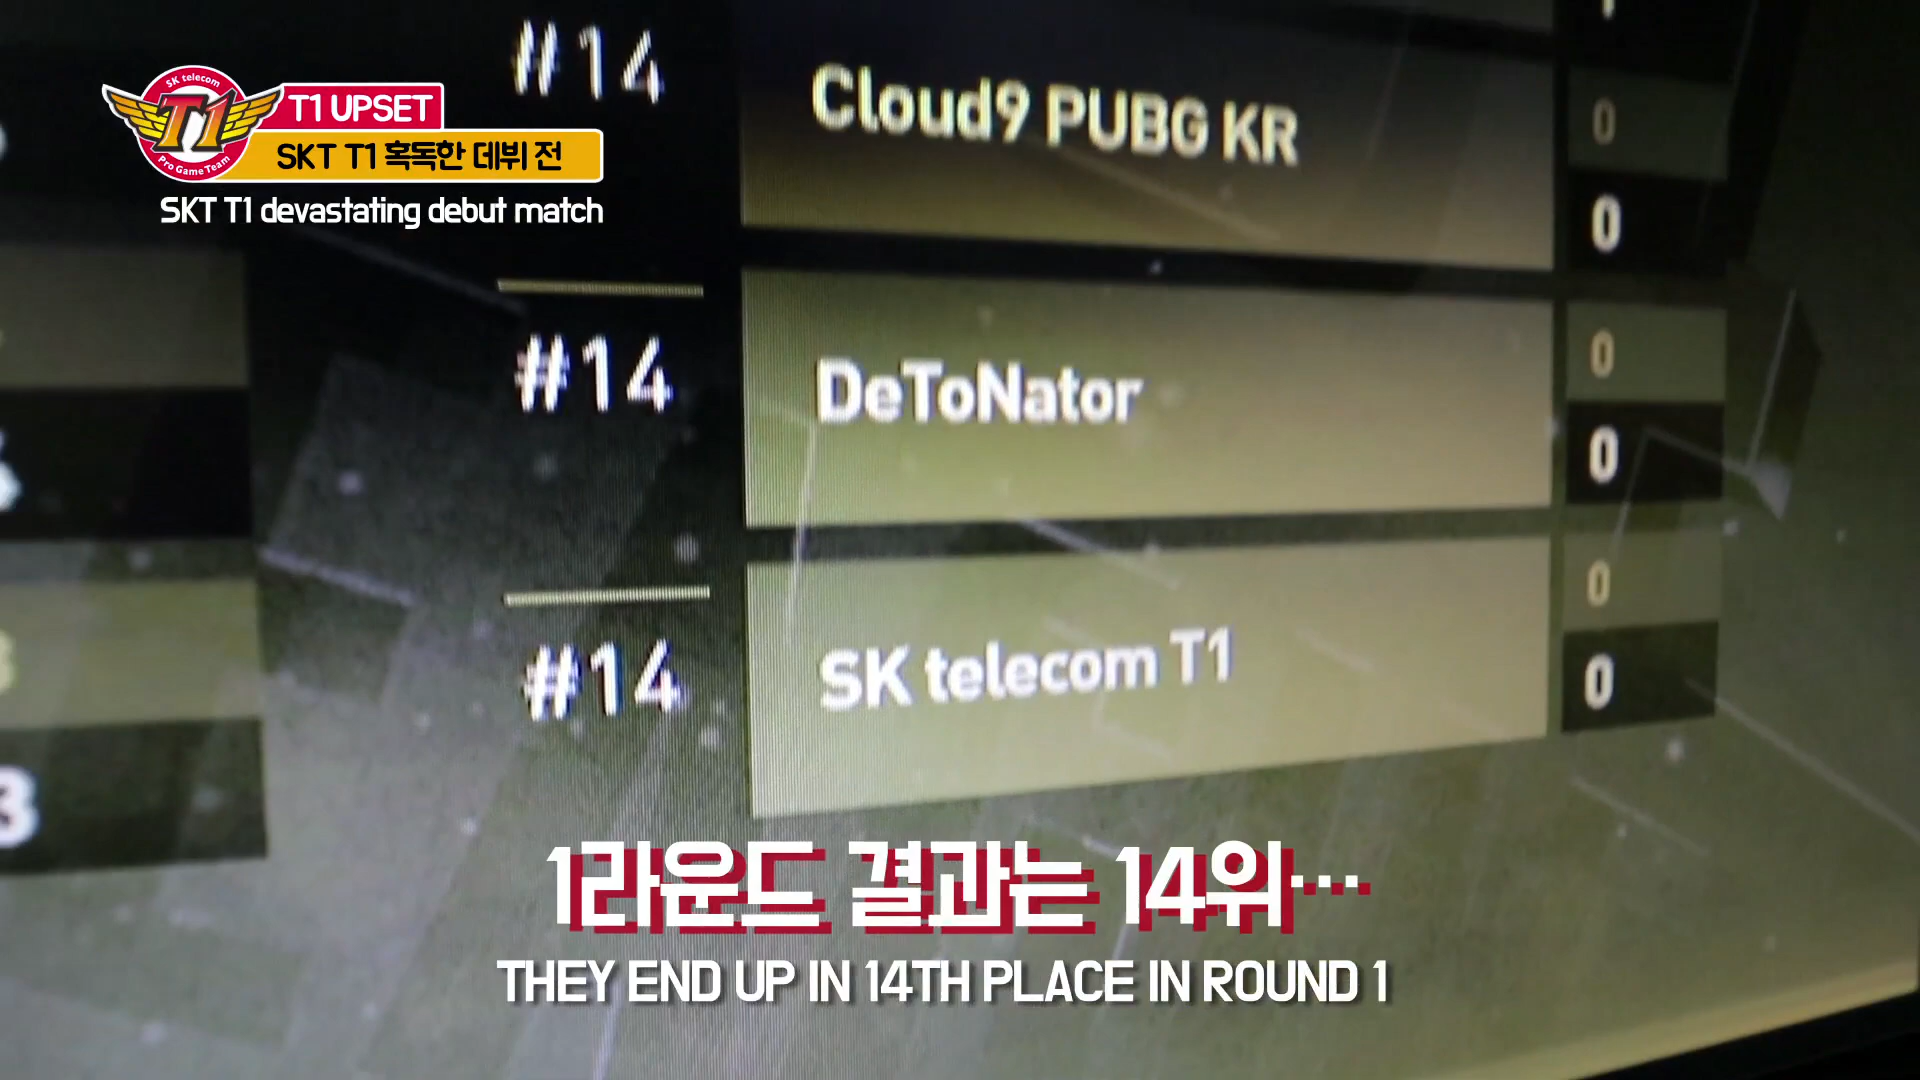 SK telecom
T1
Pro Game Team
T1 UPSET
SKT T1 혹독한 데뷔 전
SKT T1 devastating debut match
#14
Cloud9 PUBG KR
0
0
#14
DeToNator
0
0
#14
SK telecom T1
0
0
3
1라운드 결과는 14위…
THEY END UP IN 14TH PLACE IN ROUND 1